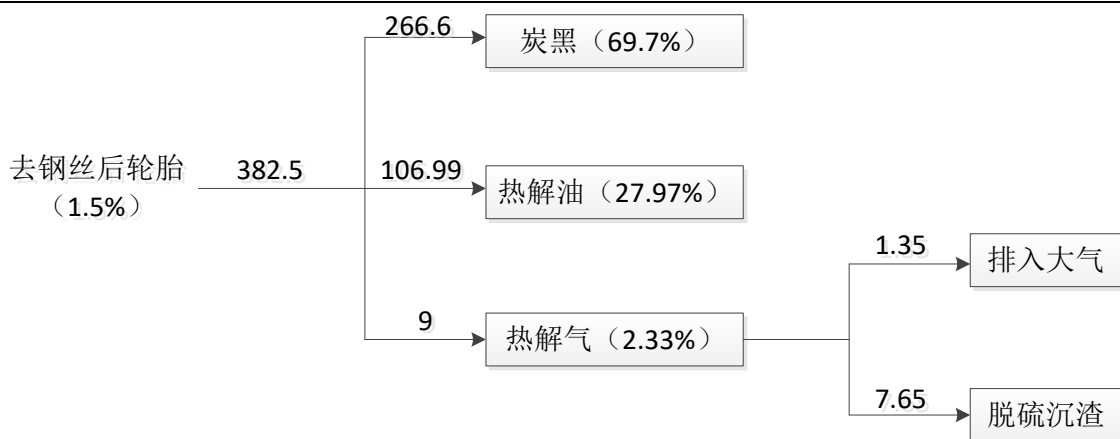 266.6
炭黑（69.7%）
去钢丝后轮胎
（1.5%）
382.5
106.99
热解油（27.97%）
1.35
排入大气
9
热解气（2.33%）
7.65
脱硫沉渣